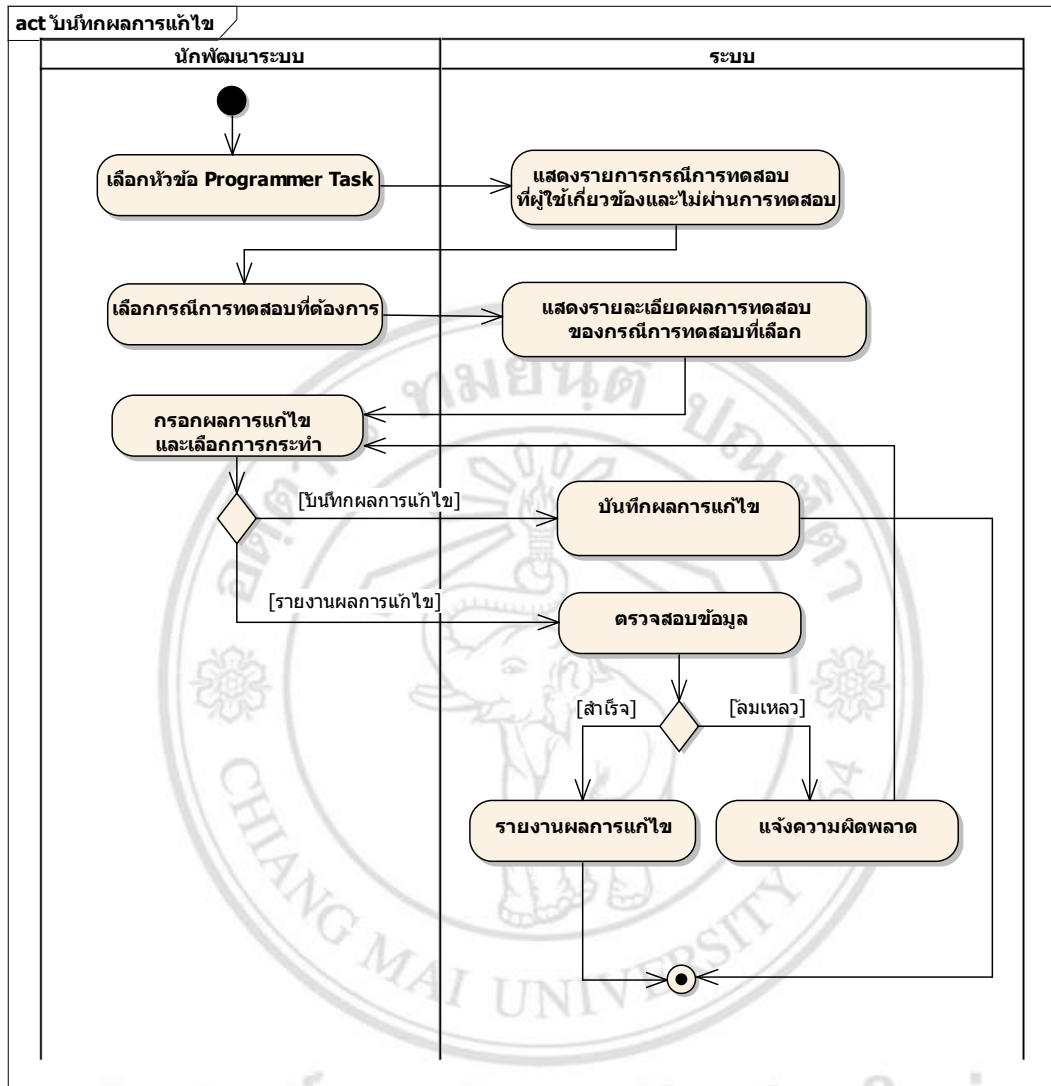 act บันทึกผลการแก้ไข
นักพัฒนาระบบ
ระบบ
เลือกหัวข้อ Programmer Task
แสดงรายการกรณีการทดสอบ
ที่ผู้ใช้เกี่ยวข้องและไม่ผ่านการทดสอบ
เลือกกรณีการทดสอบที่ต้องการ
แสดงรายละเอียดผลการทดสอบ
ของกรณีการทดสอบที่เลือก
กรอกผลการแก้ไข
และเลือกการกระทำ
[บันทึกผลการแก้ไข]
บันทึกผลการแก้ไข
[รายงานผลการแก้ไข]
ตรวจสอบข้อมูล
[สำเร็จ]
[ล้มเหลว]
รายงานผลการแก้ไข
แจ้งความผิดพลาด
CHIANG MAI UNIVERSITY